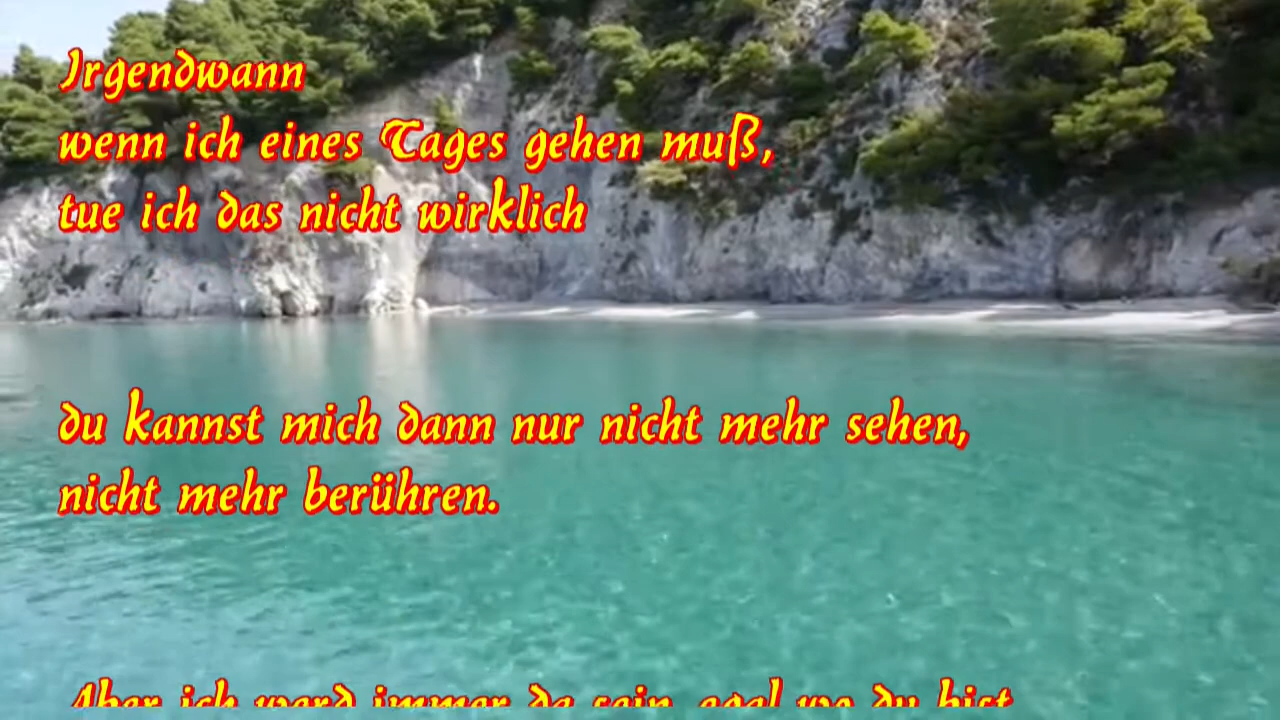 Irgendwann
wenn ich eines Tages gehen muß,
tue ich das nicht wirklich
du kannst mich dann nur nicht mehr sehen,
nicht mehr berühren.
Aber ich werd immer da sein, egal wo du bist